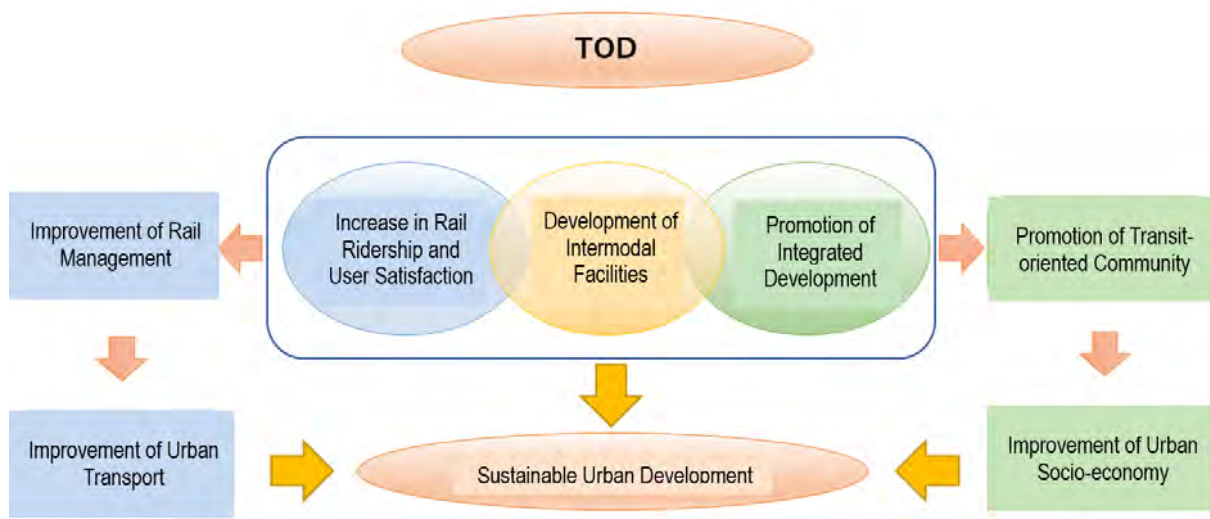 TOD
Improvement of Rail
Management
Increase in Rail
Ridership and
User Satisfaction
Development of
Intermodal
Facilities
Promotion of
Integrated
Development
Promotion of Transit-
oriented Community
Improvement of Urban
Transport
Sustainable Urban Development
Improvement of Urban
Socio-economy